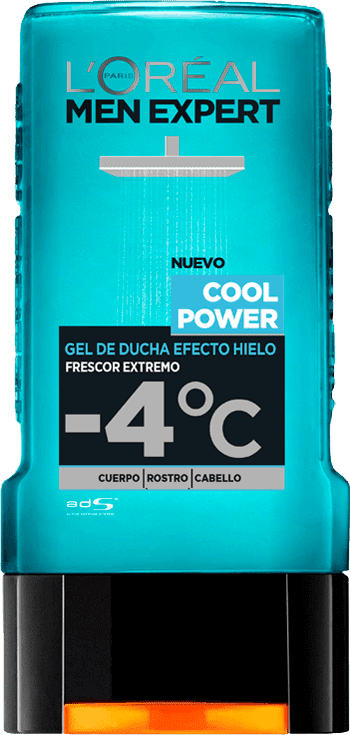 L'ORÉAL
PARIS
MEN EXPERT
NUEVO
COOL
POWER
GEL DE DUCHA EFECTO HIELO
FRESCOR EXTREMO
-4°C
CUERPO|ROSTRO|CABELLO
adS